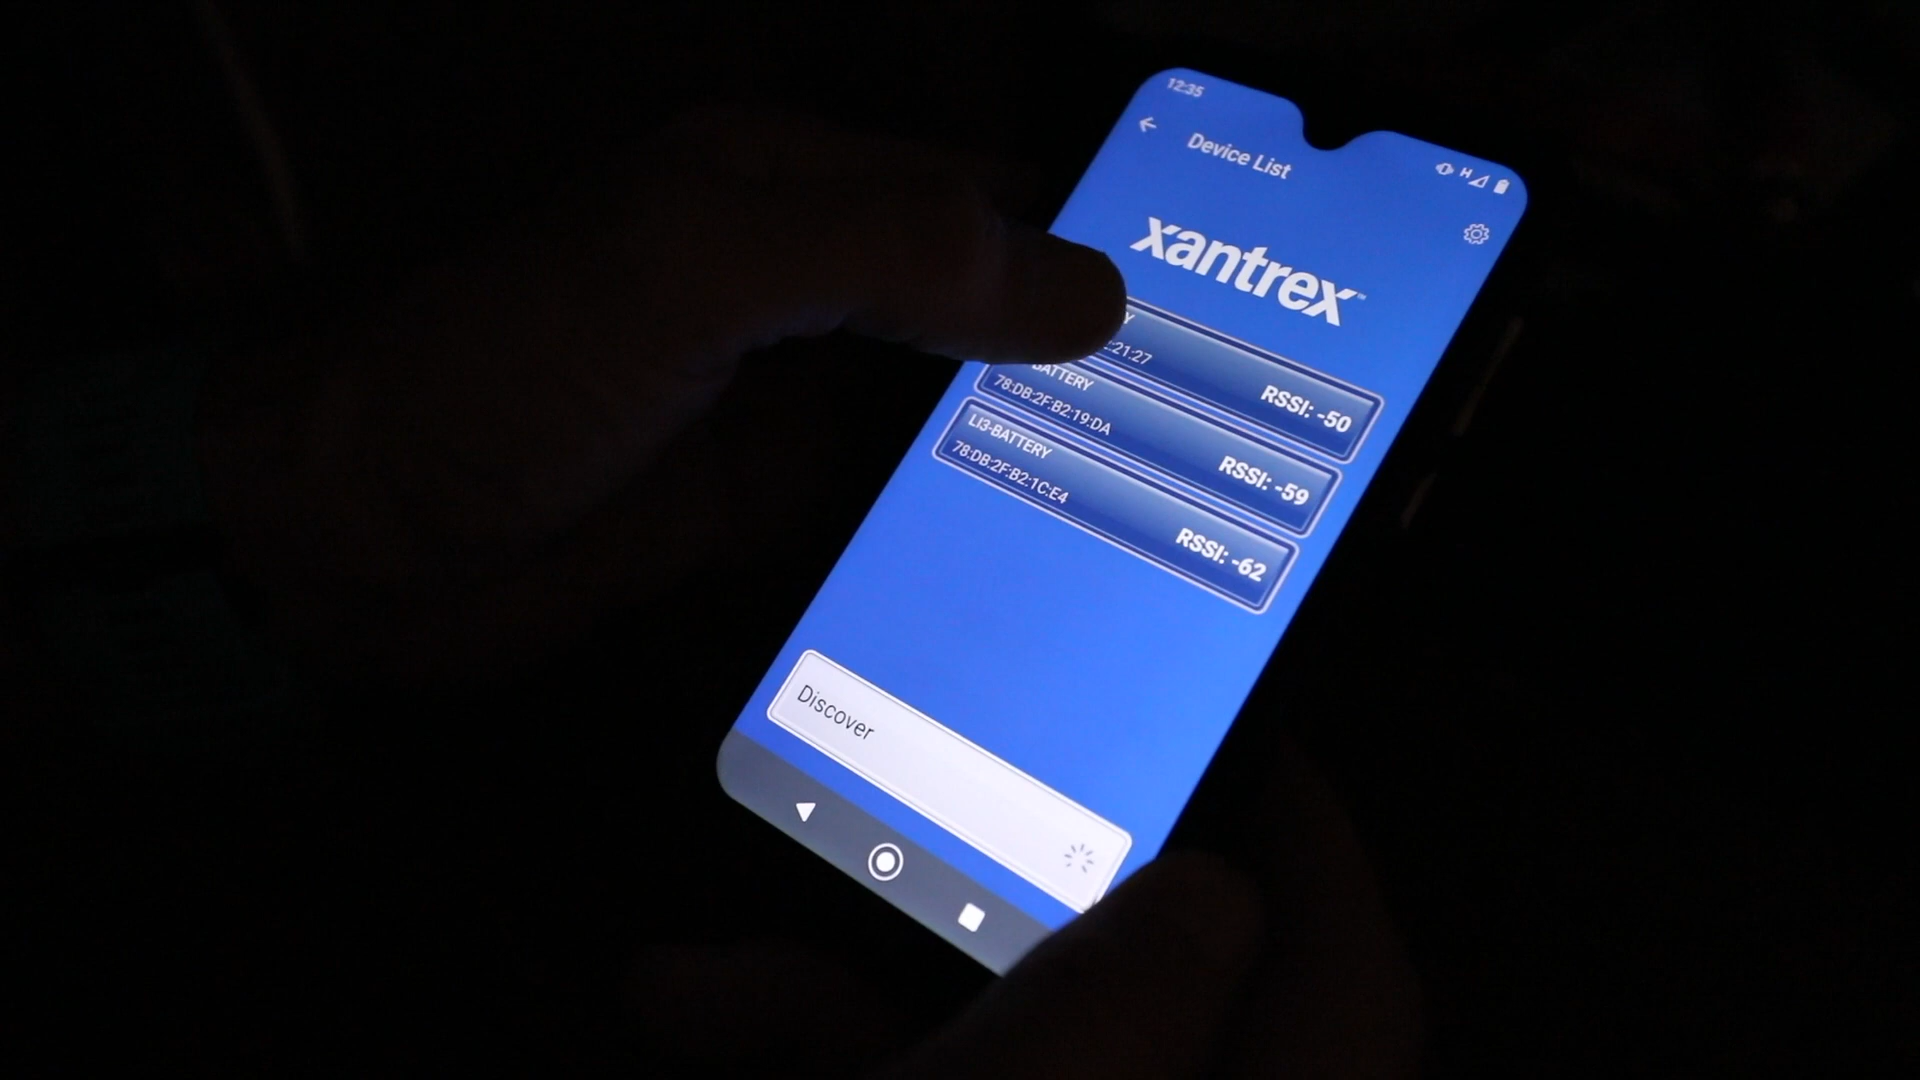 12:35
Device List
H
xantrex™
Y
:21:27
RSSI: -50
BATTERY
78:DB:2F:B2:19:DA
RSSI: -59
LI3-BATTERY
78:DB:2F:B2:1C:E4
RSSI: -62
Discover